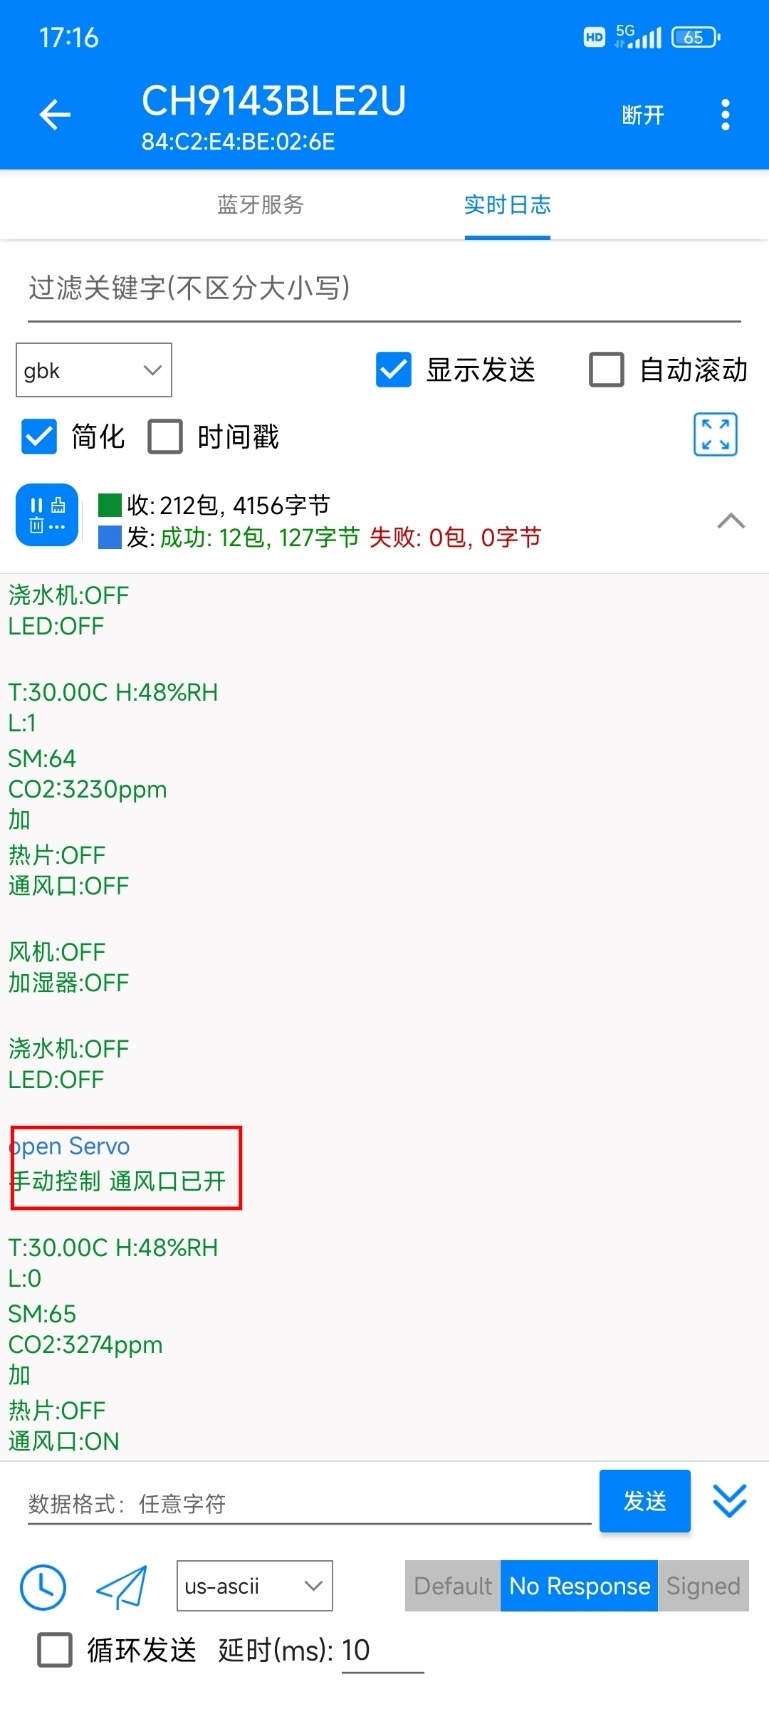 17:16
HD 5G 65
CH9143BLE2U
84:C2:E4:BE:02:6E
断开
蓝牙服务 实时日志
过滤关键字(不区分大小写)
gbk 显示发送 自动滚动
简化 时间戳
收: 212包, 4156字节
发: 成功: 12包, 127字节 失败: 0包, 0字节
浇水机:OFF
LED:OFF
T:30.00C H:48%RH
L:1
SM:64
CO2:3230ppm
加
热片:OFF
通风口:OFF
风机:OFF
加湿器:OFF
浇水机:OFF
LED:OFF
open Servo
手动控制 通风口已开
T:30.00C H:48%RH
L:0
SM:65
CO2:3274ppm
加
热片:OFF
通风口:ON
数据格式: 任意字符 发送
us-ascii Default No Response Signed
循环发送 延时(ms): 10